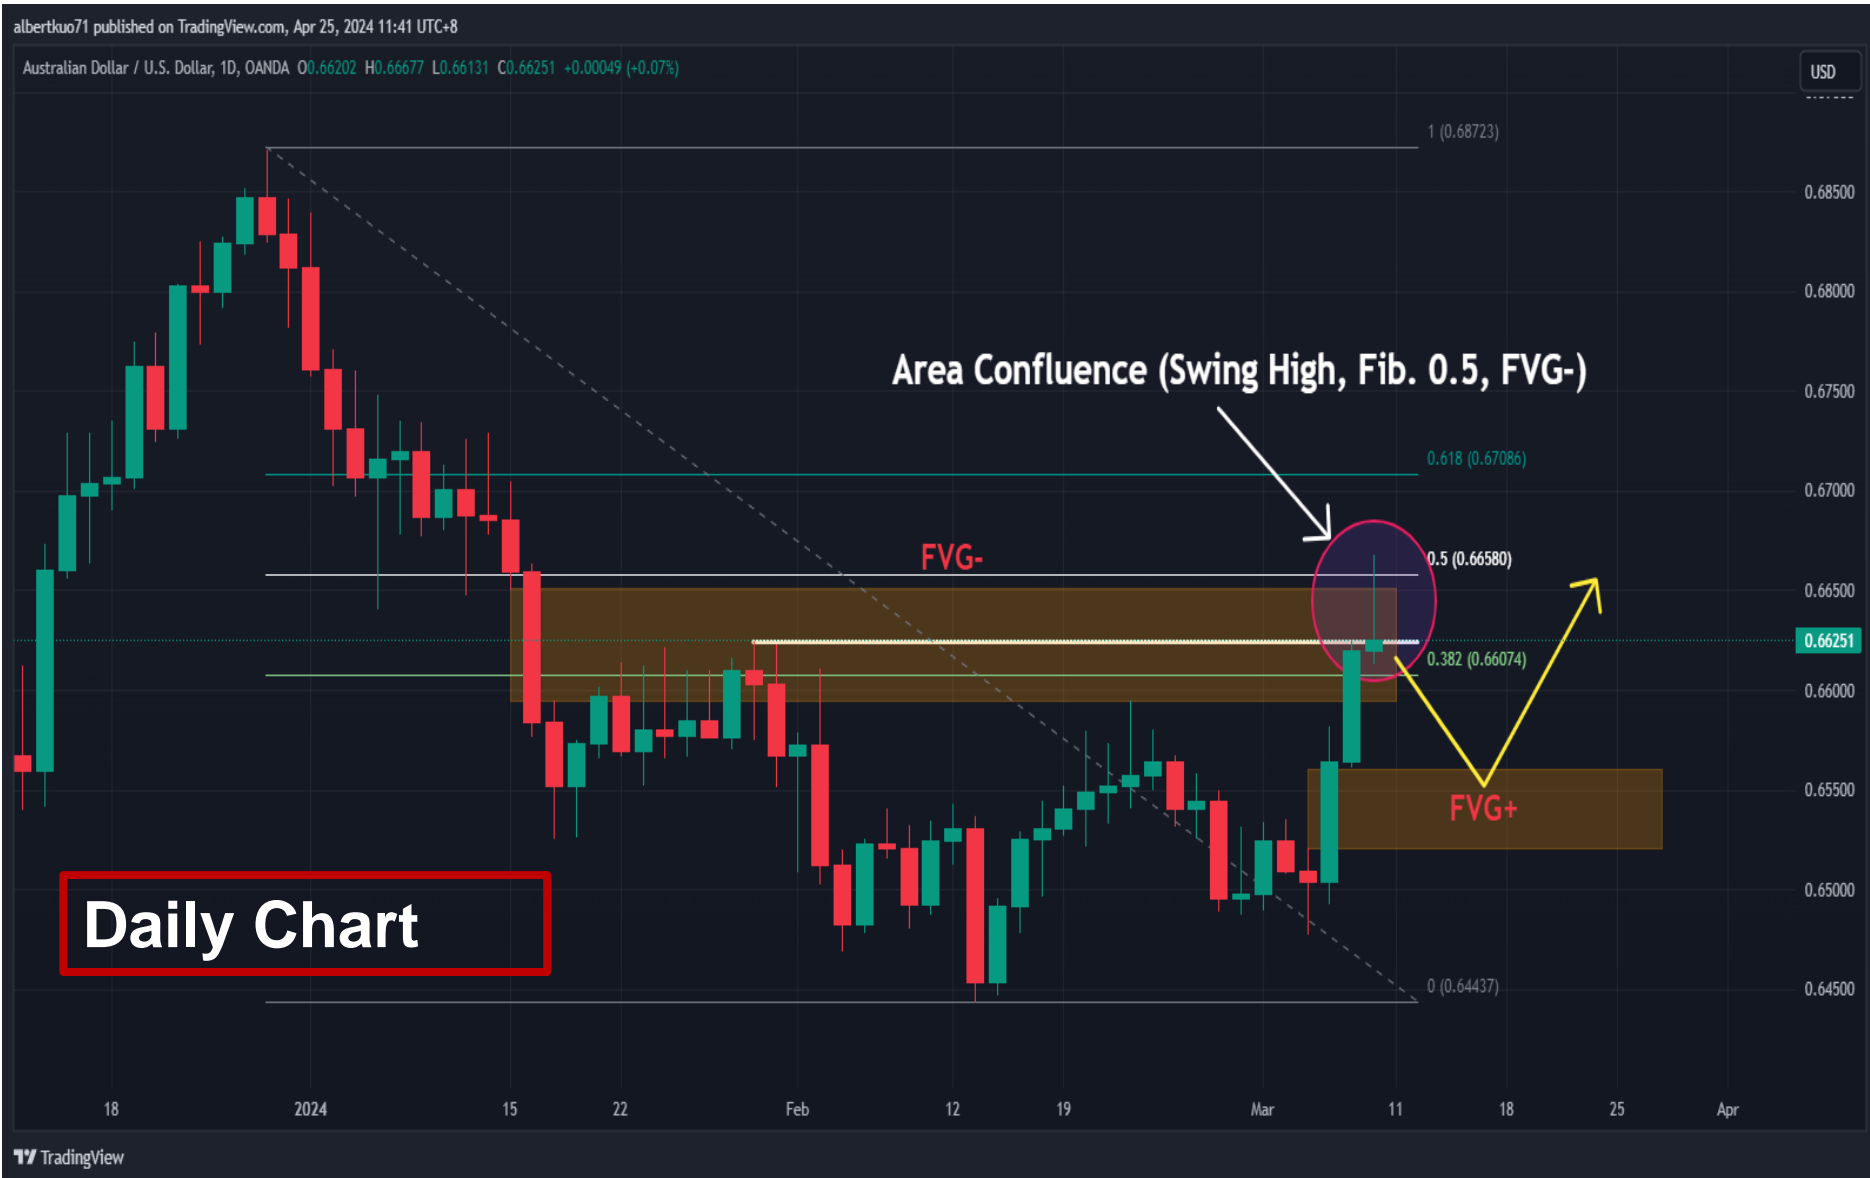 albertkuo71 published on TradingView.com, Apr 25, 2024 11:41 UTC+8
Australian Dollar / U.S. Dollar, 1D, OANDA O0.66202 H0.66677 L0.66131 C0.66251 +0.00049 (+0.07%)
USD
1 (0.68723)
0.68500
0.68000
Area Confluence (Swing High, Fib. 0.5, FVG-)
0.67500
0.618 (0.67086)
0.67000
FVG-
0.5 (0.66580)
0.66500
0.66251
0.382 (0.66074)
0.66000
0.65500
FVG+
0.65000
Daily Chart
0 (0.64437)
0.64500
18 2024 15 22 Feb 12 19 Mar 11 18 25 Apr
TradingView